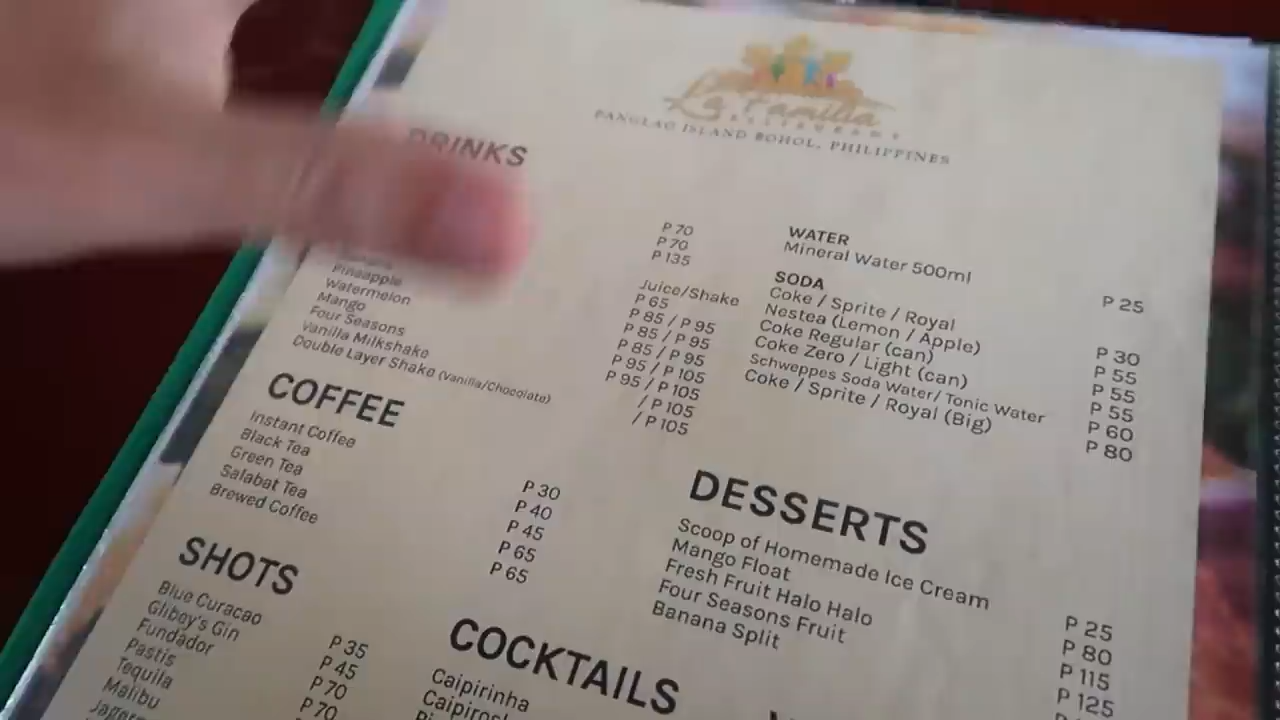 La Familia
RESTAURANT
PANGLAO ISLAND BOHOL, PHILIPPINES
DRINKS
P 70
P 70
P 135
Juice/Shake
P 65
Pineapple P 85 / P 95
Watermelon P 85 / P 95
Mango P 85 / P 95
Four Seasons P 95 / P 105
Vanilla Milkshake P 95 / P 105
Double Layer Shake (Vanilla/Chocolate) / P 105
/ P 105
COFFEE
Instant Coffee P 30
Black Tea P 40
Green Tea P 45
Salabat Tea P 65
Brewed Coffee P 65
SHOTS
Blue Curacao P 35
Glibey's Gin P 45
Fundador P 70
Pastis P 70
Tequila
Malibu
WATER
Mineral Water 500ml P 25
SODA
Coke / Sprite / Royal P 30
Nestea (Lemon / Apple) P 55
Coke Regular (can) P 55
Coke Zero / Light (can) P 55
Schweppes Soda Water/ Tonic Water P 60
Coke / Sprite / Royal (Big) P 80
DESSERTS
Scoop of Homemade Ice Cream P 25
Mango Float P 80
Fresh Fruit Halo Halo P 115
Four Seasons Fruit P 125
Banana Split
COCKTAILS
Caipirinha